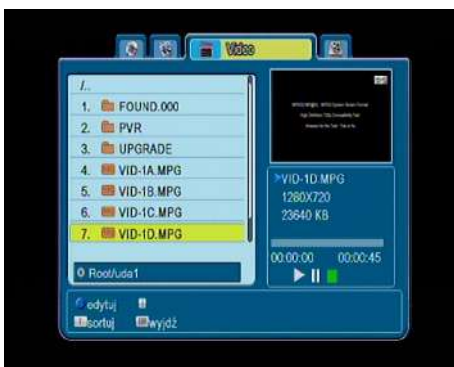 Video
/..
1. FOUND.000
2. PVR
3. UPGRADE
4. VID-1A.MPG
5. VID-1B.MPG
6. VID-1C.MPG
7. VID-1D.MPG
Root/uda1
VID-1D.MPG
1280X720
23640 KB
00:00:00 00:00:45
edytuj
sortuj wyjdź